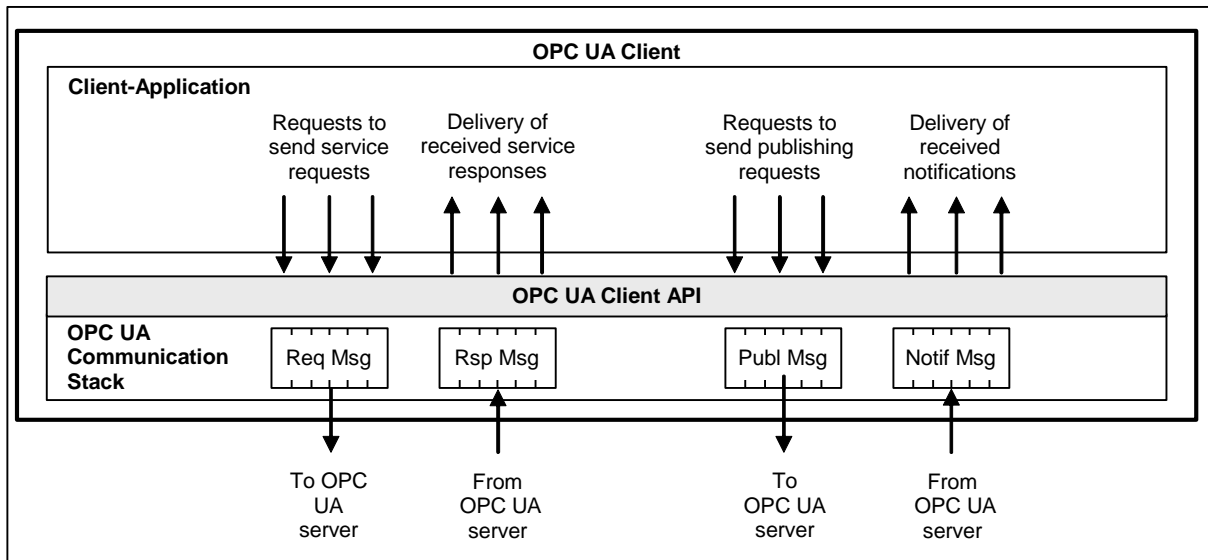 OPC UA Client
Client-Application
Requests to
send service
requests
Delivery of
received service
responses
Requests to
send publishing
requests
Delivery of
received
notifications
OPC UA Client API
OPC UA
Communication
Stack
Req Msg
Rsp Msg
Publ Msg
Notif Msg
To OPC
UA
server
From
OPC UA
server
To
OPC UA
server
From
OPC UA
server